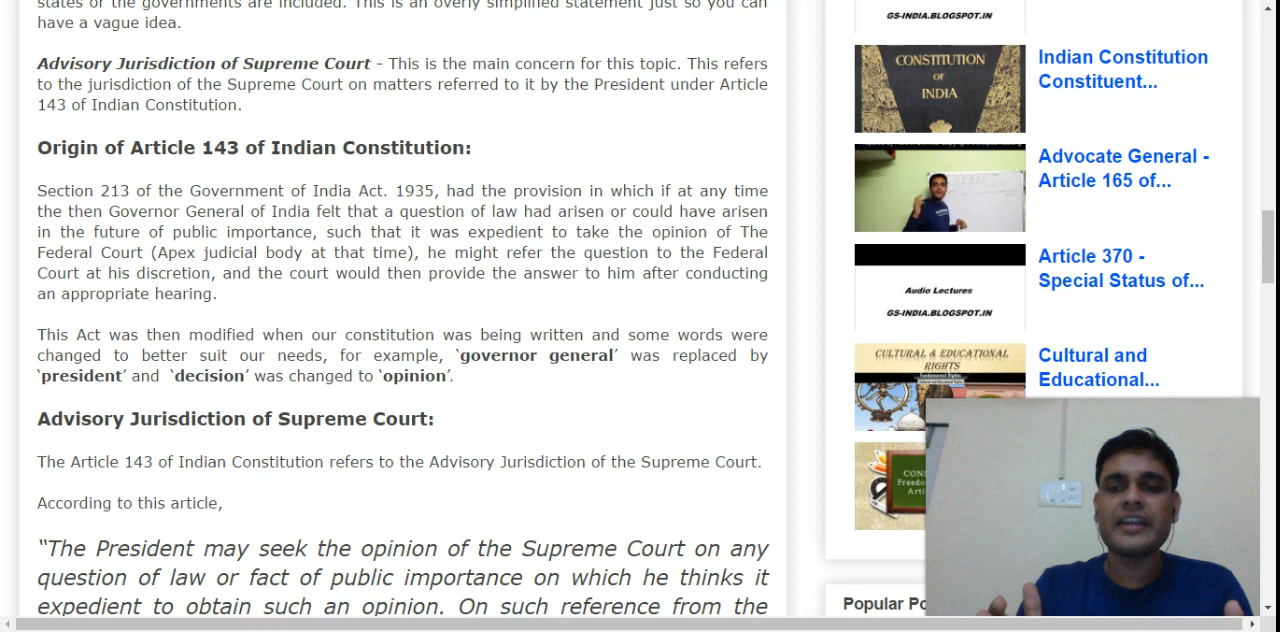 states or the governments are included. This is an overly simplified statement just so you can
have a vague idea.
Advisory Jurisdiction of Supreme Court – This is the main concern for this topic. This refers
to the jurisdiction of the Supreme Court on matters referred to it by the President under Article
143 of Indian Constitution.
Origin of Article 143 of Indian Constitution:
Section 213 of the Government of India Act. 1935, had the provision in which if at any time
the then Governor General of India felt that a question of law had arisen or could have arisen
in the future of public importance, such that it was expedient to take the opinion of The
Federal Court (Apex judicial body at that time), he might refer the question to the Federal
Court at his discretion, and the court would then provide the answer to him after conducting
an appropriate hearing.
This Act was then modified when our constitution was being written and some words were
changed to better suit our needs, for example, ‘governor general’ was replaced by
‘president’ and ‘decision’ was changed to ‘opinion’.
Advisory Jurisdiction of Supreme Court:
The Article 143 of Indian Constitution refers to the Advisory Jurisdiction of the Supreme Court.
According to this article,
“The President may seek the opinion of the Supreme Court on any
question of law or fact of public importance on which he thinks it
expedient to obtain such an opinion. On such reference from the
GS-INDIA.BLOGSPOT.IN
CONSTITUTION
OF
INDIA
Indian Constitution
Constituent...
Advocate General -
Article 165 of...
Audio Lectures
GS-INDIA.BLOGSPOT.IN
Article 370 -
Special Status of...
CULTURAL & EDUCATIONAL
RIGHTS
Fundamental Rights
Cultural and Educational Rights
Cultural and
Educational...
CONS
Freedo
Arti
Popular Po